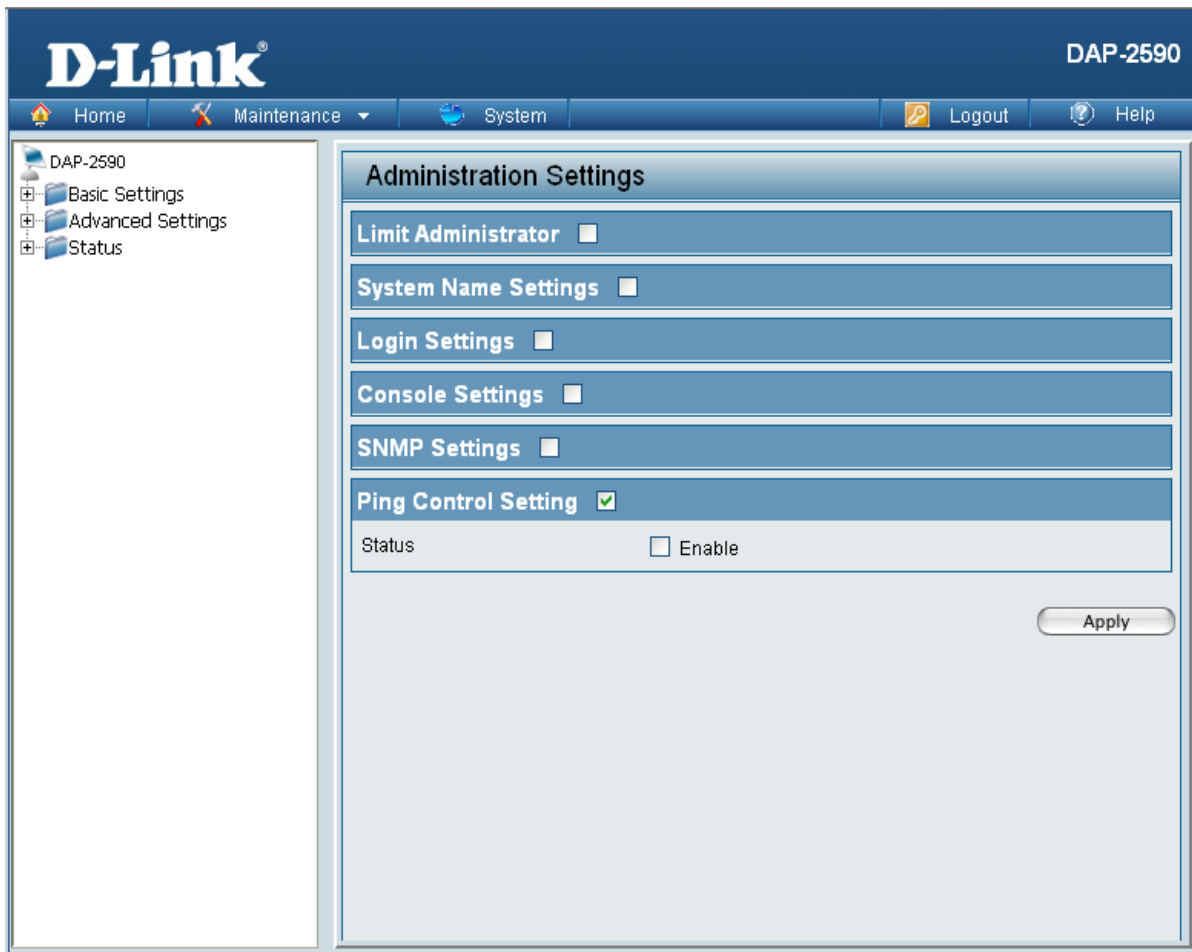 D-Link®
DAP-2590
Home Maintenance System Logout Help
DAP-2590
Basic Settings
Advanced Settings
Status
Administration Settings
Limit Administrator
System Name Settings
Login Settings
Console Settings
SNMP Settings
Ping Control Setting
Status Enable
Apply